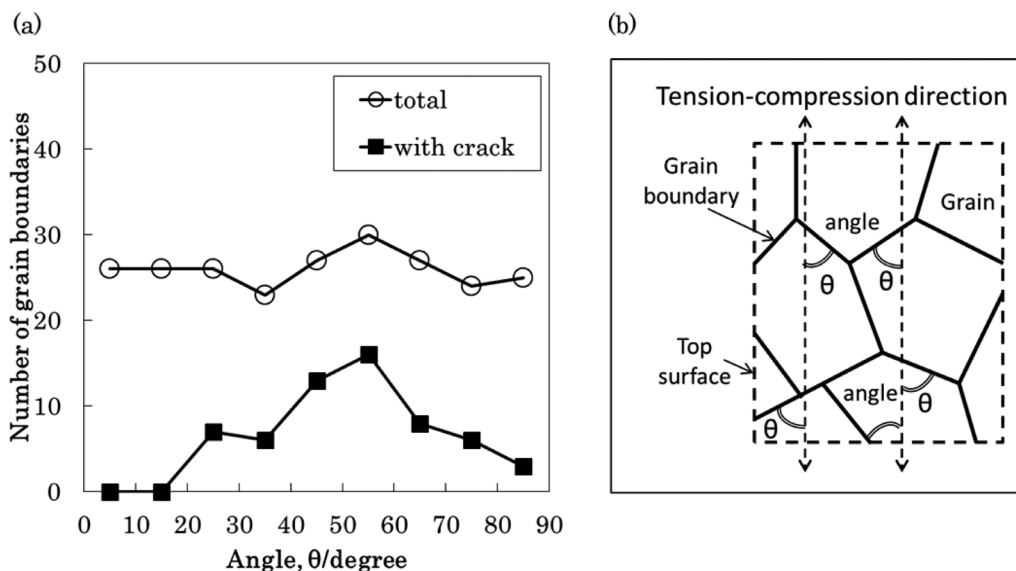 (a)
50
40
30
20
10
0
0 10 20 30 40 50 60 70 80 90
Number of grain boundaries
Angle, θ/degree
total
with crack
(b)
Tension-compression direction
Grain
boundary
angle
Grain
θ θ
Top
surface
angle
θ
θ